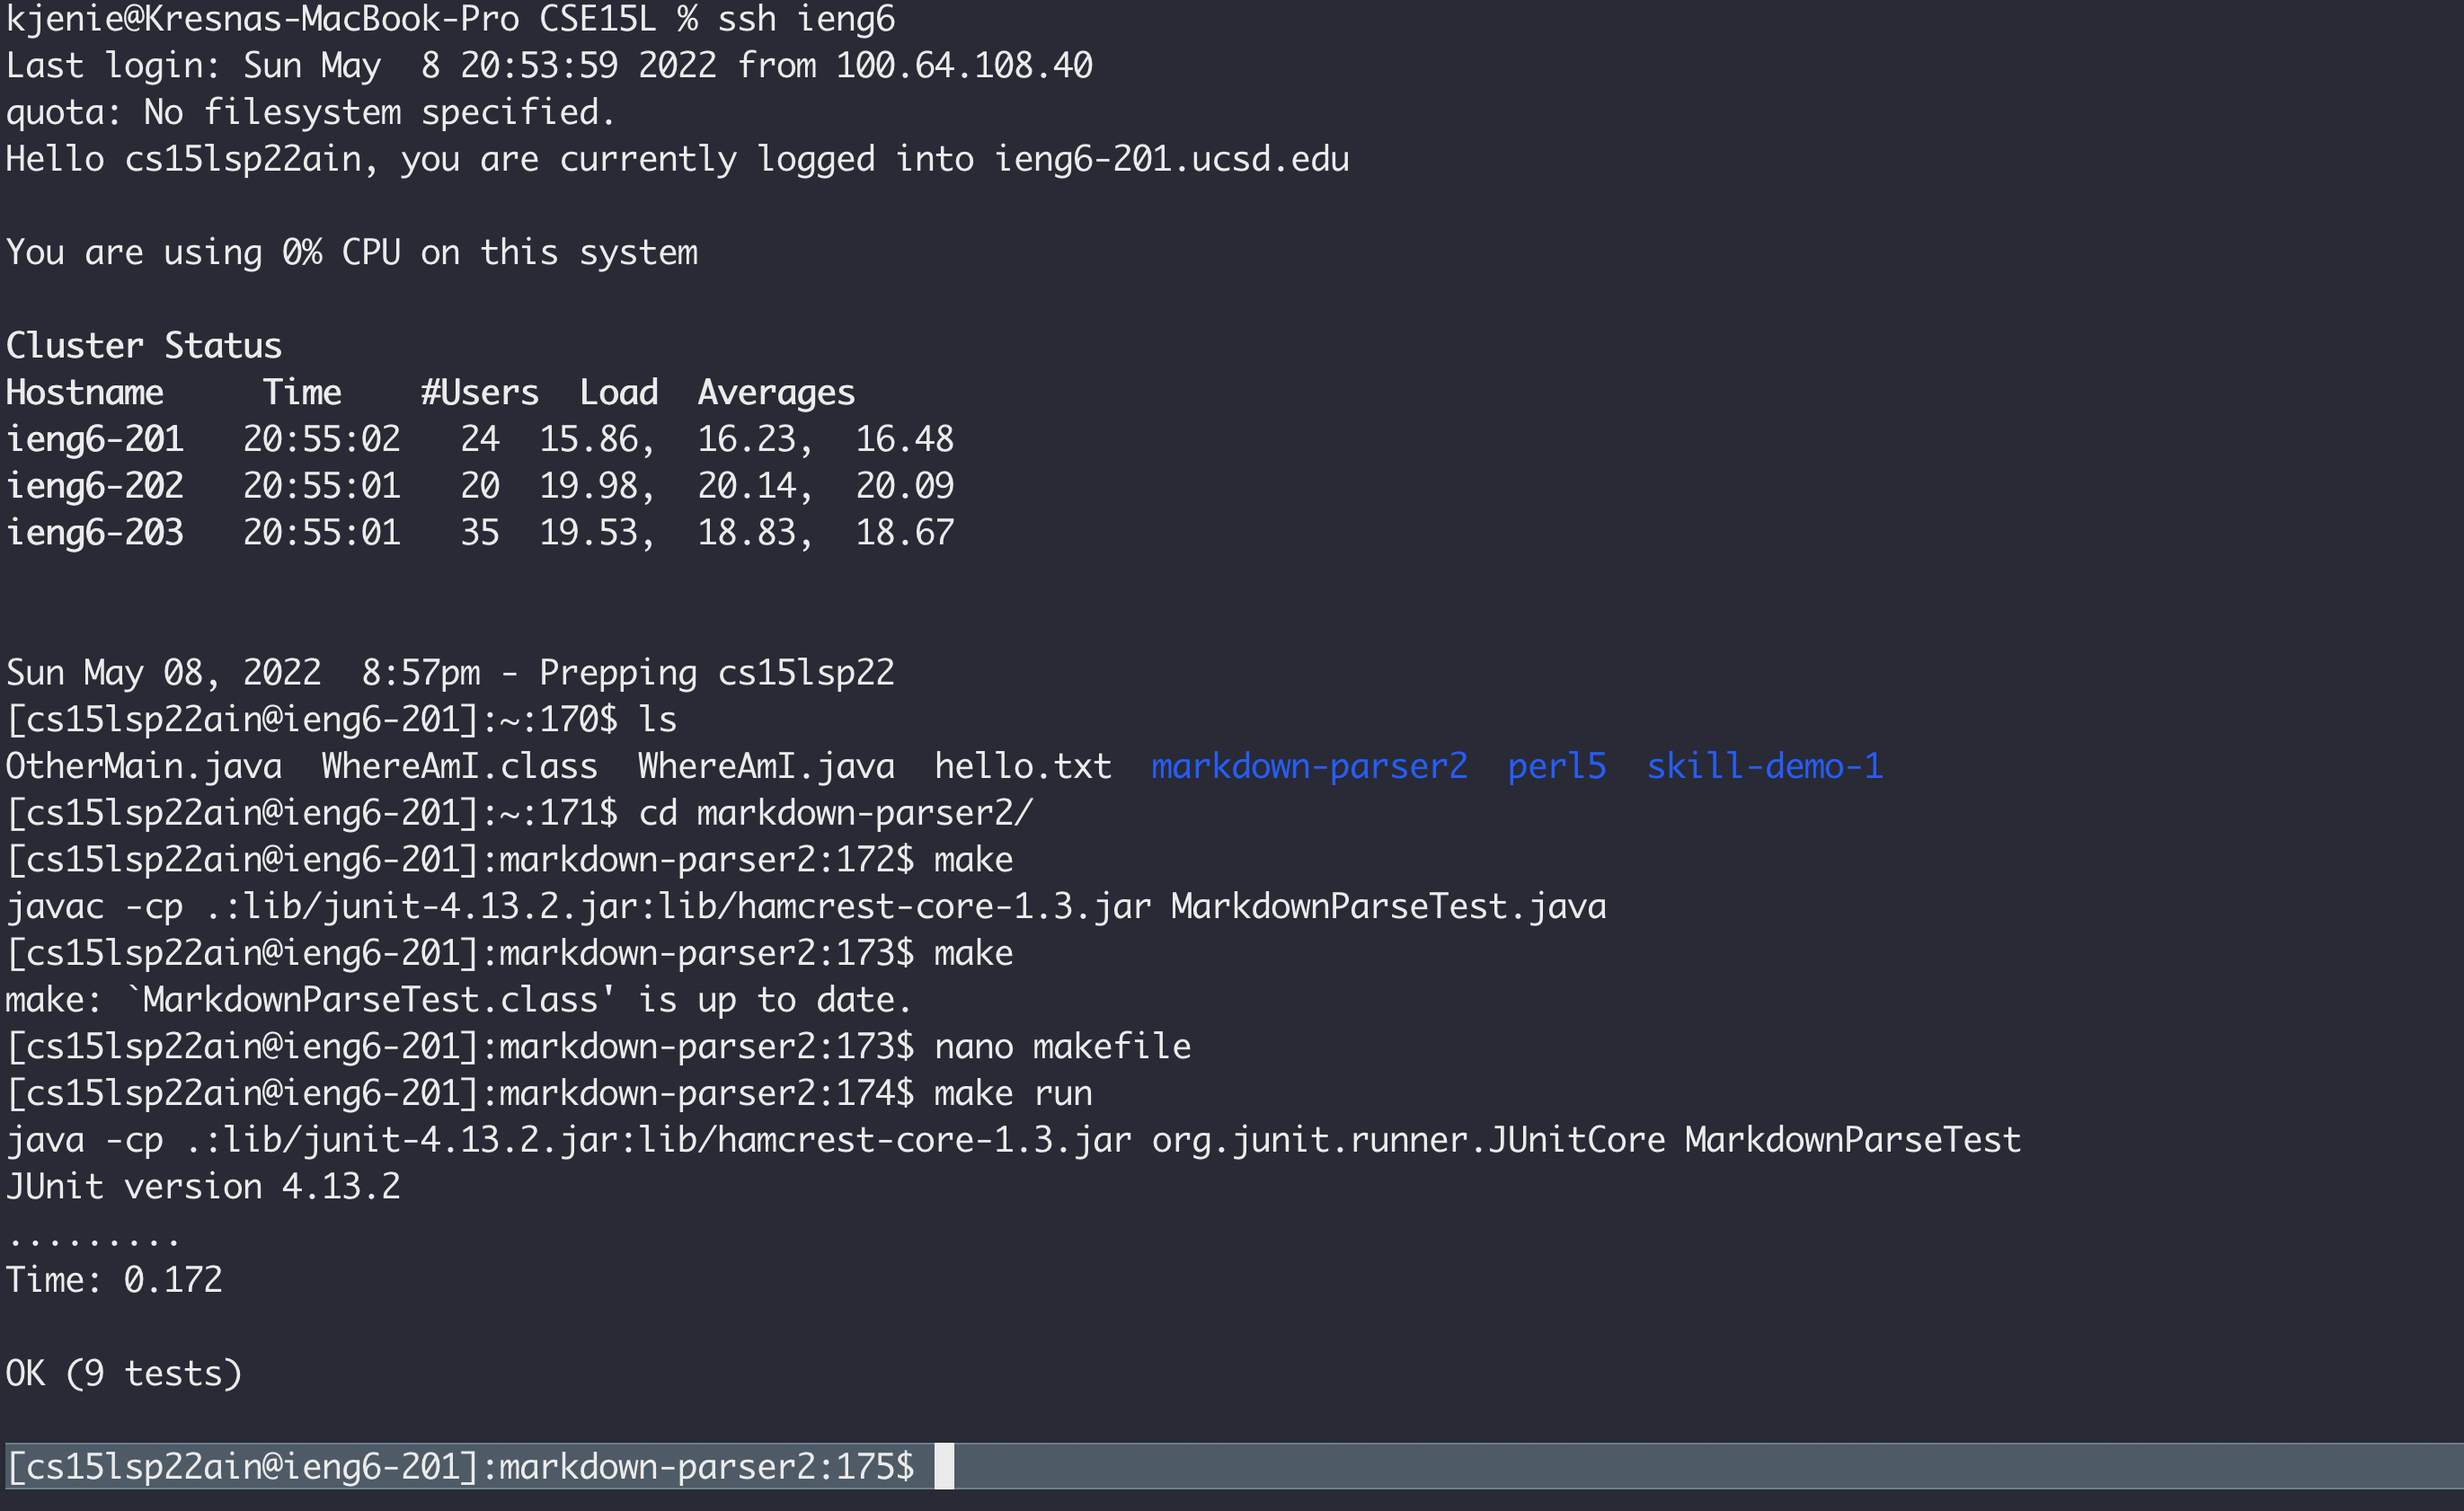 kjenie@Kresnas-MacBook-Pro CSE15L % ssh ieng6
Last login: Sun May  8 20:53:59 2022 from 100.64.108.40
quota: No filesystem specified.
Hello cs15lsp22ain, you are currently logged into ieng6-201.ucsd.edu
You are using 0% CPU on this system
Cluster Status
Hostname     Time    #Users  Load  Averages
ieng6-201   20:55:02   24  15.86,  16.23,  16.48
ieng6-202   20:55:01   20  19.98,  20.14,  20.09
ieng6-203   20:55:01   35  19.53,  18.83,  18.67
Sun May 08, 2022  8:57pm - Prepping cs15lsp22
[cs15lsp22ain@ieng6-201]:~:170$ ls
OtherMain.java  WhereAmI.class  WhereAmI.java  hello.txt  markdown-parser2  perl5  skill-demo-1
[cs15lsp22ain@ieng6-201]:~:171$ cd markdown-parser2/
[cs15lsp22ain@ieng6-201]:markdown-parser2:172$ make
javac -cp .:lib/junit-4.13.2.jar:lib/hamcrest-core-1.3.jar MarkdownParseTest.java
[cs15lsp22ain@ieng6-201]:markdown-parser2:173$ make
make: `MarkdownParseTest.class' is up to date.
[cs15lsp22ain@ieng6-201]:markdown-parser2:173$ nano makefile
[cs15lsp22ain@ieng6-201]:markdown-parser2:174$ make run
java -cp .:lib/junit-4.13.2.jar:lib/hamcrest-core-1.3.jar org.junit.runner.JUnitCore MarkdownParseTest
JUnit version 4.13.2
.........
Time: 0.172
OK (9 tests)
[cs15lsp22ain@ieng6-201]:markdown-parser2:175$